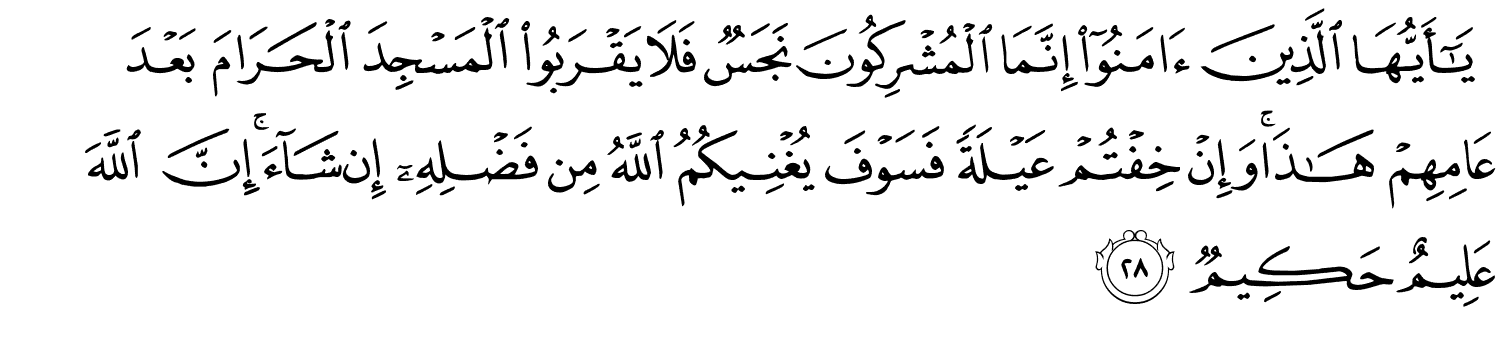 يَـٰٓأَيُّهَا ٱلَّذِينَ ءَامَنُوٓا۟ إِنَّمَا ٱلْمُشْرِكُونَ نَجَسٌ فَلَا يَقْرَبُوا۟ ٱلْمَسْجِدَ ٱلْحَرَامَ بَعْدَ
عَامِهِمْ هَـٰذَا ۚ وَإِنْ خِفْتُمْ عَيْلَةً فَسَوْفَ يُغْنِيكُمُ ٱللَّهُ مِن فَضْلِهِۦٓ إِن شَآءَ ۚ إِنَّ ٱللَّهَ
عَلِيمٌ حَكِيمٌ ٢٨